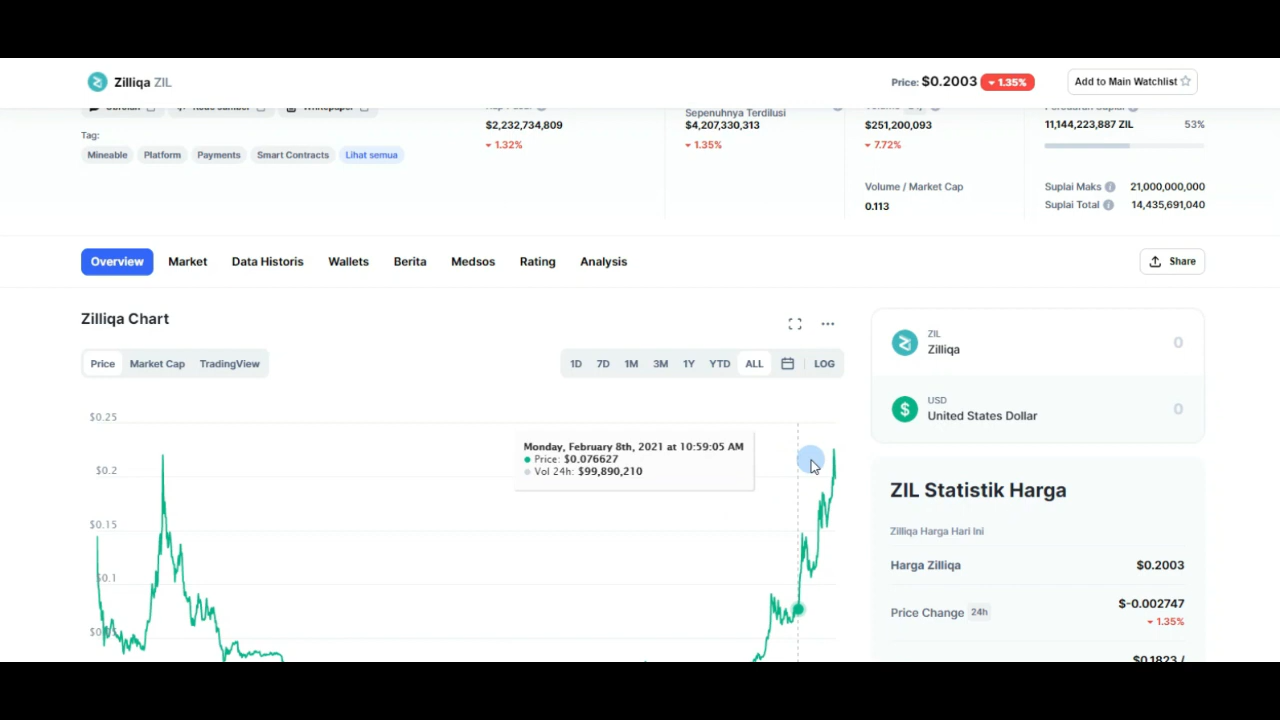 Zilliqa ZIL
Price: $0.2003 1.35%
Add to Main Watchlist
Sepenuhnya Terdilusi
$2,232,734,809
$4,207,330,313
$251,200,093
11,144,223,887 ZIL 53%
1.32%
1.35%
7.72%
Tag:
Mineable
Platform
Payments
Smart Contracts
Lihat semua
Volume / Market Cap
0.113
Suplai Maks 21,000,000,000
Suplai Total 14,435,691,040
Overview
Market
Data Historis
Wallets
Berita
Medsos
Rating
Analysis
Share
Zilliqa Chart
Price
Market Cap
TradingView
1D
7D
1M
3M
1Y
YTD
ALL
LOG
$0.25
$0.2
$0.15
$0.1
Monday, February 8th, 2021 at 10:59:05 AM
Price: $0.076627
Vol 24h: $99,890,210
ZIL
Zilliqa
0
USD
United States Dollar
0
ZIL Statistik Harga
Zilliqa Harga Hari Ini
Harga Zilliqa $0.2003
Price Change 24h $-0.002747
1.35%
$0.1823 /